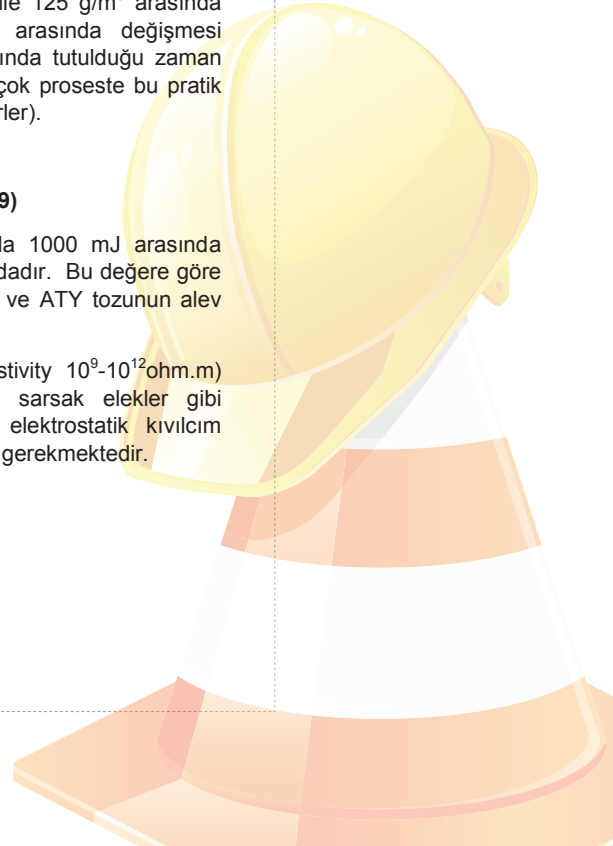 ile 125 g/m³ arasında
arasında değişmesi
ında tutulduğu zaman
çok proseste bu pratik
rler).
9)
la 1000 mJ arasında
dadır. Bu değere göre
ve ATY tozunun alev
stivity 10⁹-10¹²ohm.m)
sarsak elekler gibi
elektrostatik kıvılcım
gerekmektedir.